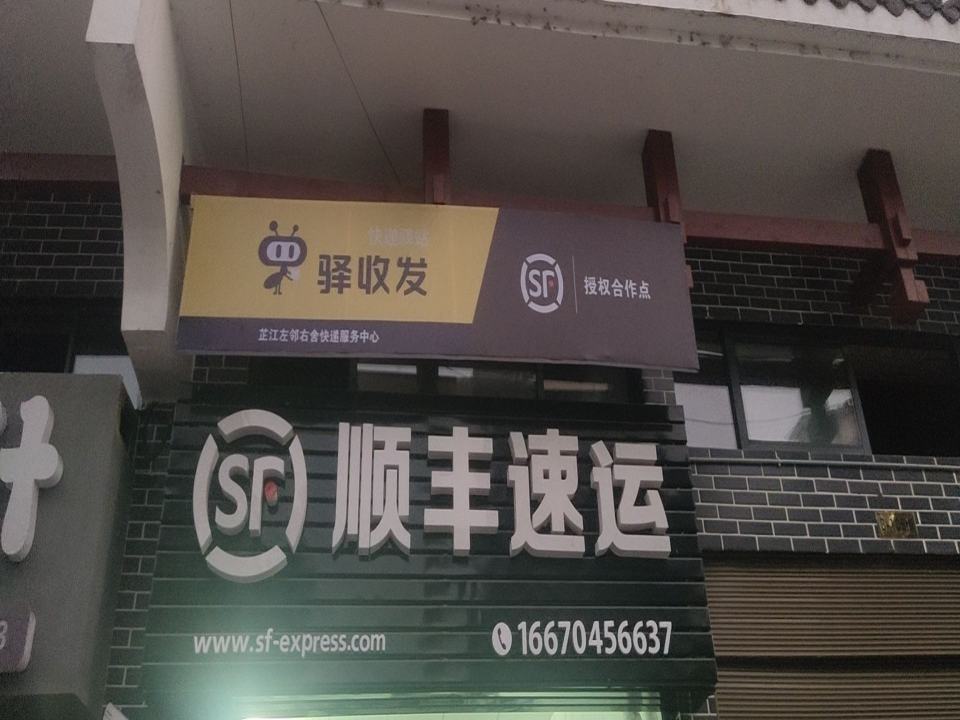 快递驿站
驿收发
SF
授权合作点
芷江左邻右舍快递服务中心
SF
顺丰速运
www.sf-express.com
16670456637